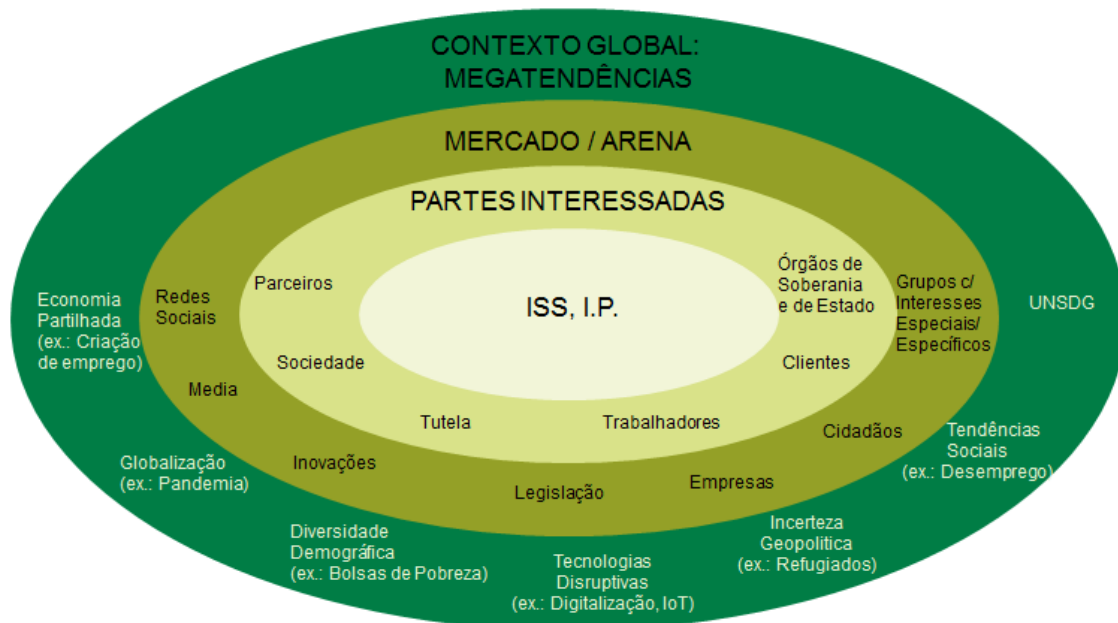 CONTEXTO GLOBAL:
MEGATENDÊNCIAS
MERCADO / ARENA
PARTES INTERESSADAS
ISS, I.P.
Parceiros
Sociedade
Tutela
Trabalhadores
Clientes
Órgãos de
Soberania
e de Estado
Redes
Sociais
Media
Inovações
Legislação
Empresas
Cidadãos
Grupos c/
Interesses
Especiais/
Específicos
Economia
Partilhada
(ex.: Criação
de emprego)
Globalização
(ex.: Pandemia)
Diversidade
Demográfica
(ex.: Bolsas de Pobreza)
Tecnologias
Disruptivas
(ex.: Digitalização, IoT)
Incerteza
Geopolitica
(ex.: Refugiados)
Tendências
Sociais
(ex.: Desemprego)
UNSDG